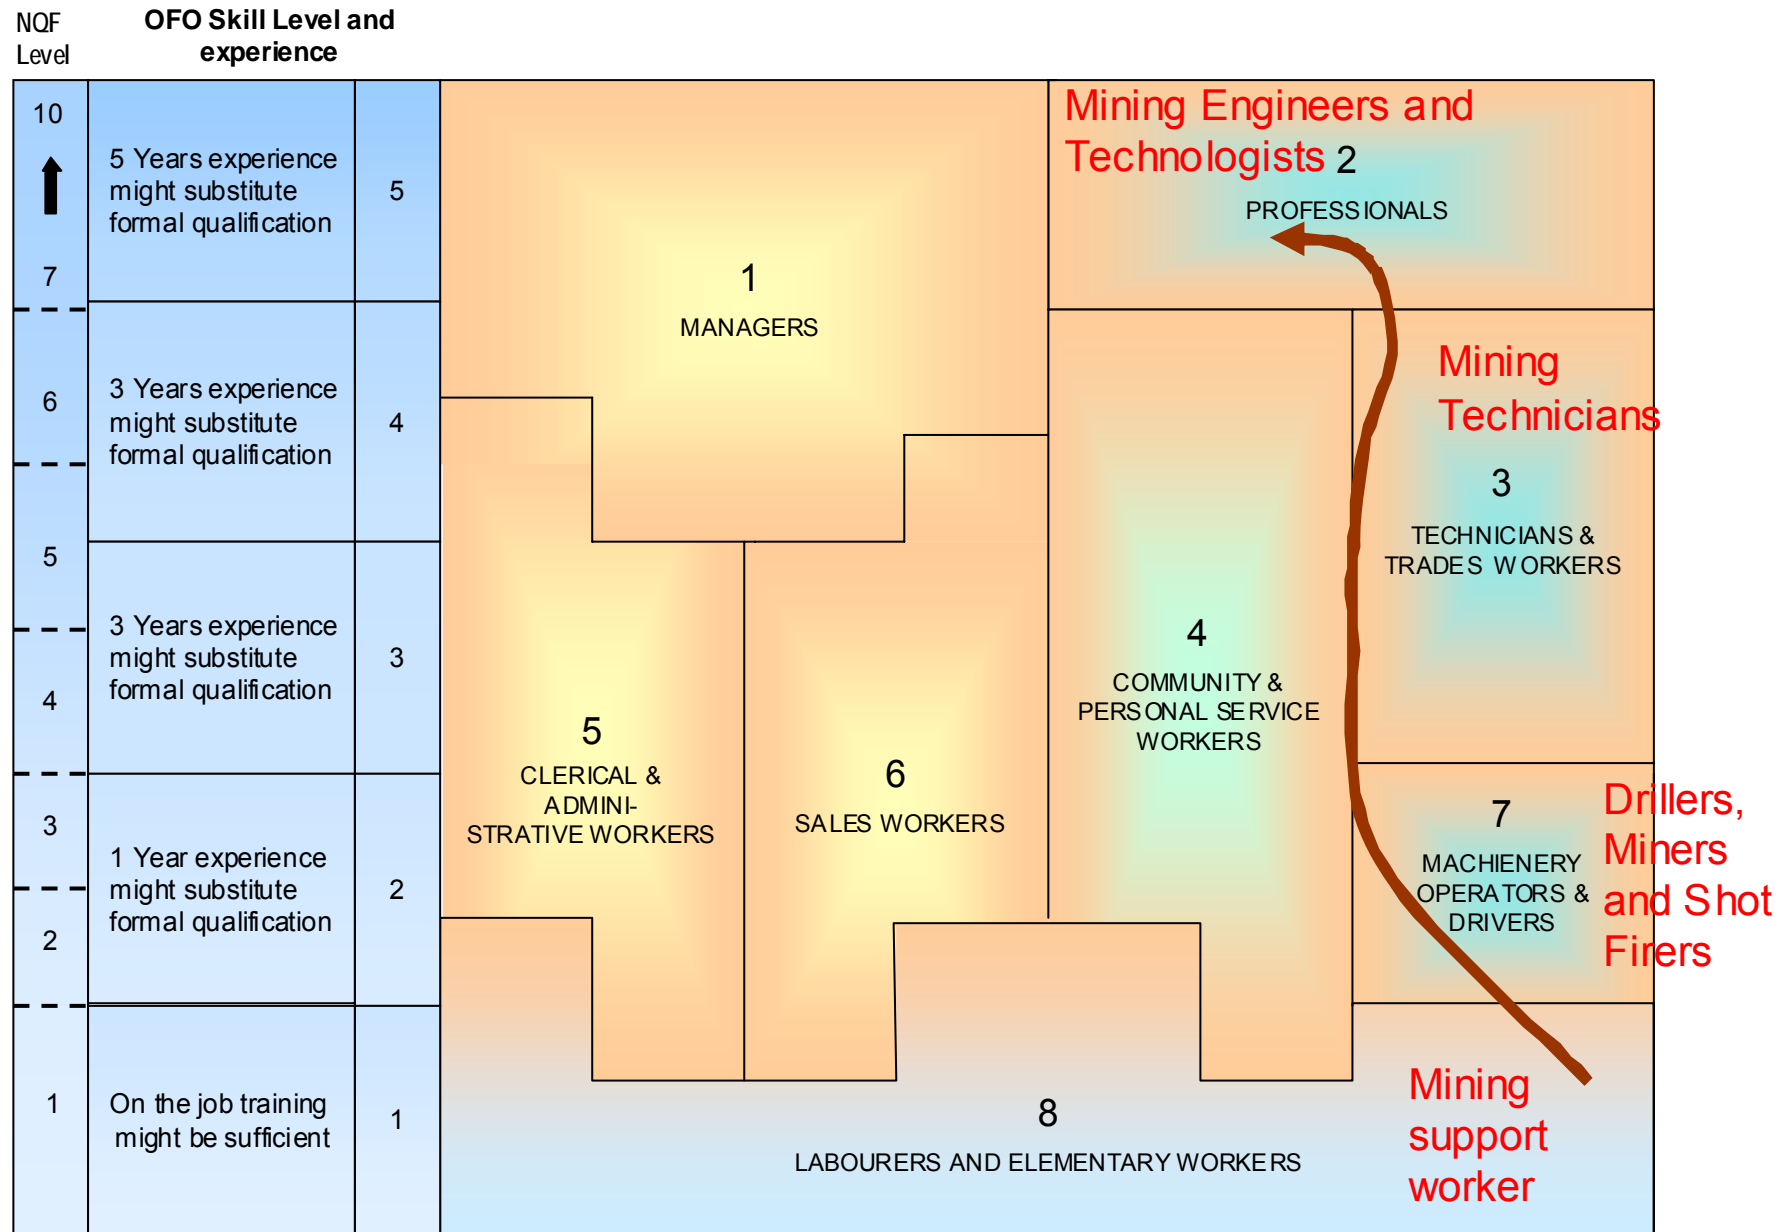 NQF
Level
OFO Skill Level and
experience
10
7
6
5
4
3
2
1
5 Years experience
might substitute
formal qualification
5
3 Years experience
might substitute
formal qualification
4
3 Years experience
might substitute
formal qualification
3
1 Year experience
might substitute
formal qualification
2
On the job training
might be sufficient
1
1
MANAGERS
Mining Engineers and
Technologists
2
PROFESSIONALS
Mining
Technicians
3
TECHNICIANS &
TRADES WORKERS
4
COMMUNITY &
PERSONAL SERVICE
WORKERS
5
CLERICAL &
ADMINI-
STRATIVE WORKERS
6
SALES WORKERS
7
MACHIENERY
OPERATORS &
DRIVERS
Drillers,
Miners
and Shot
Firers
8
LABOURERS AND ELEMENTARY WORKERS
Mining
support
worker